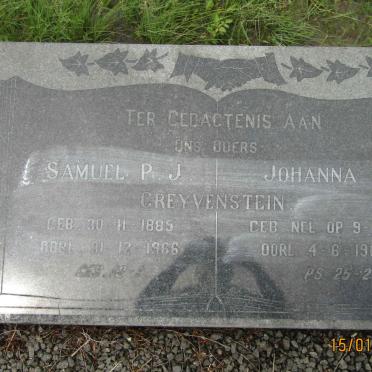 TER GEDAGTENIS AAN
ONS OUERS
SAMUEL P. J. JOHANNA
GREYVENSTEIN
GEB. 30-11-1885 GEB. NEL OP 9-
OORL. 11-12-1966 OORL. 4-6-19
GES. PS. 25-2
15/01